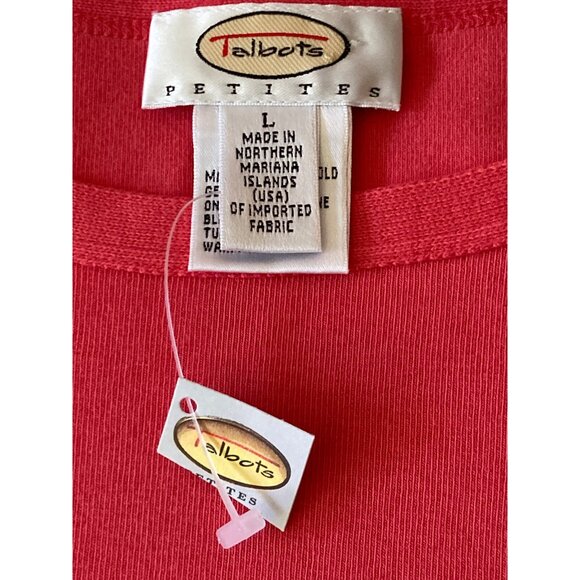 Talbots
PETITES
L
MADE IN
NORTHERN
MARIANA
ISLANDS
(USA)
OF IMPORTED
FABRIC
Talbots
PETITES